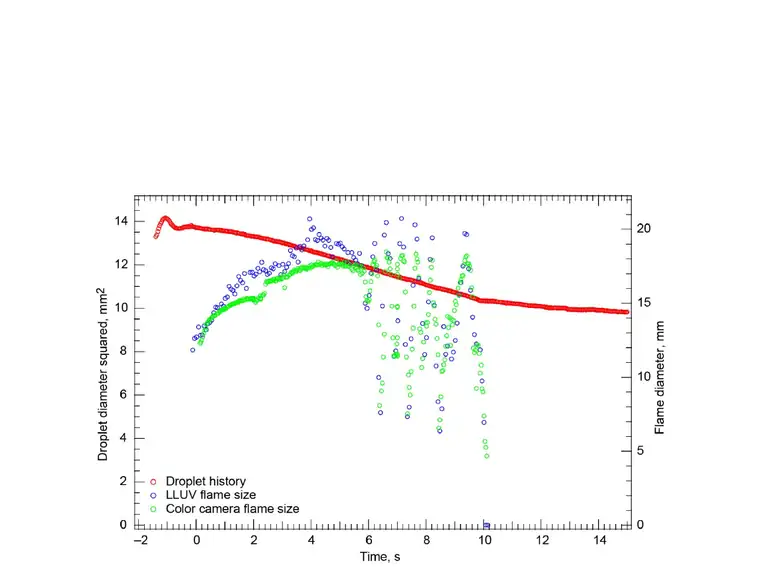 14
12
10
8
6
4
2
0
Droplet diameter squared, mm2
20
15
10
5
0
Flame diameter, mm
Droplet history
LLUV flame size
Color camera flame size
–2 0 2 4 6 8 10 12 14
Time, s